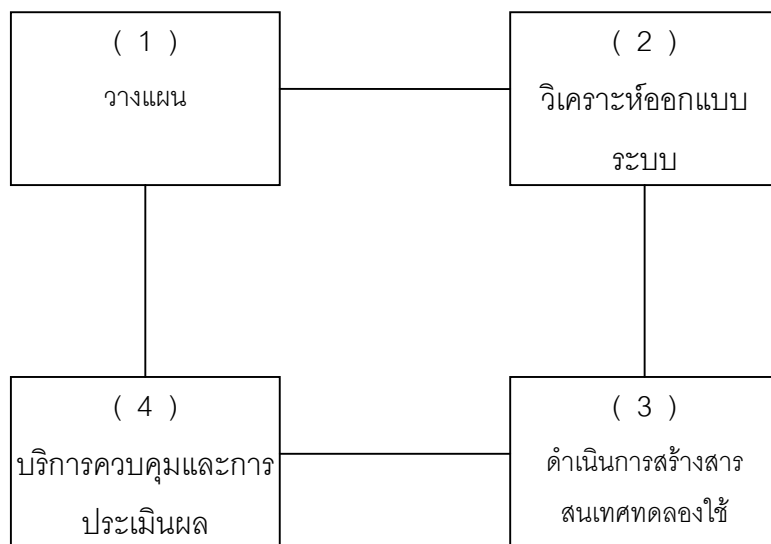 ( 1 )
วางแผน
( 2 )
วิเคราะห์ออกแบบ
ระบบ
( 4 )
บริการควบคุมและการ
ประเมินผล
( 3 )
ดำเนินการสร้างสาร
สนเทศทดลองใช้